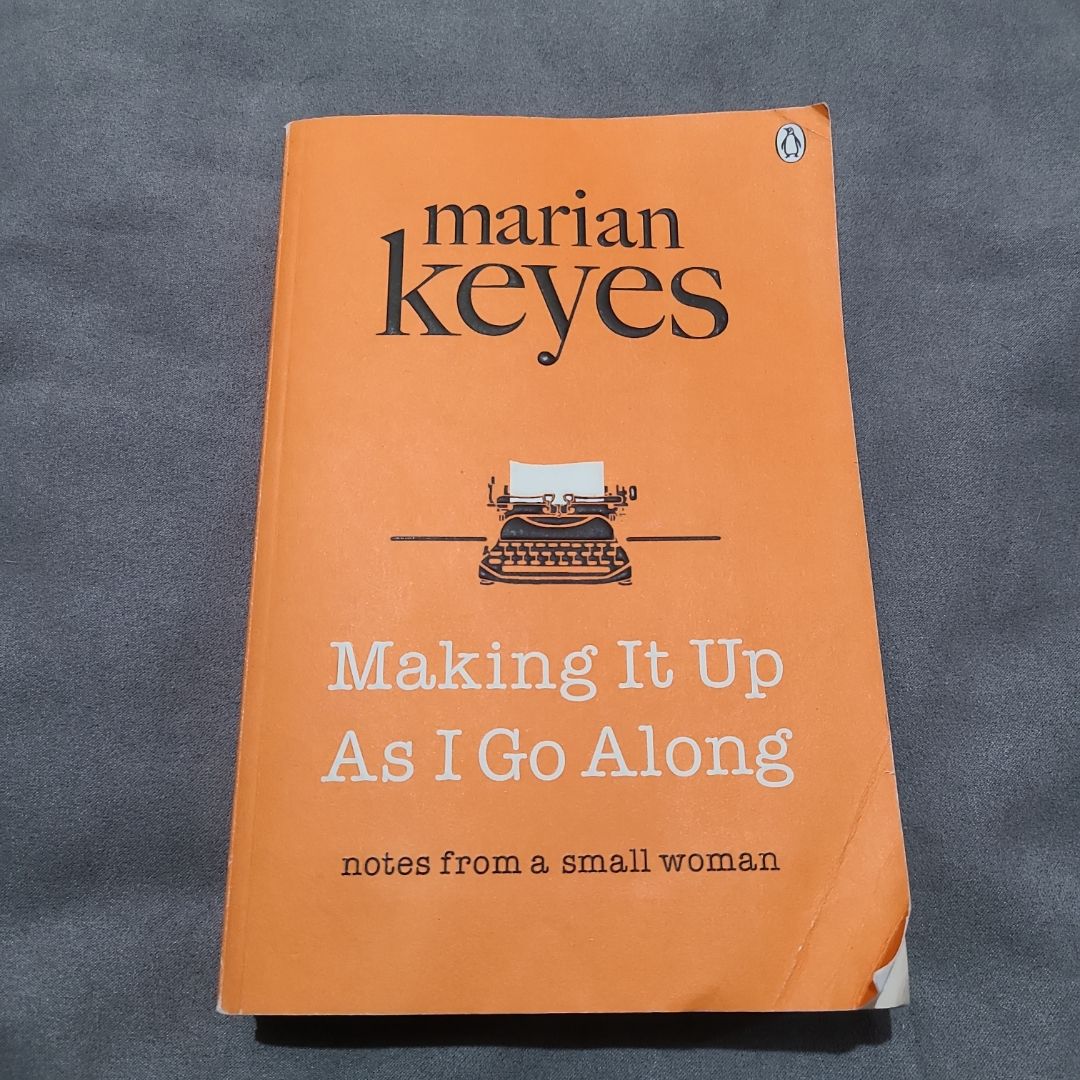 marian
keyes
Making It Up
As I Go Along
notes from a small woman